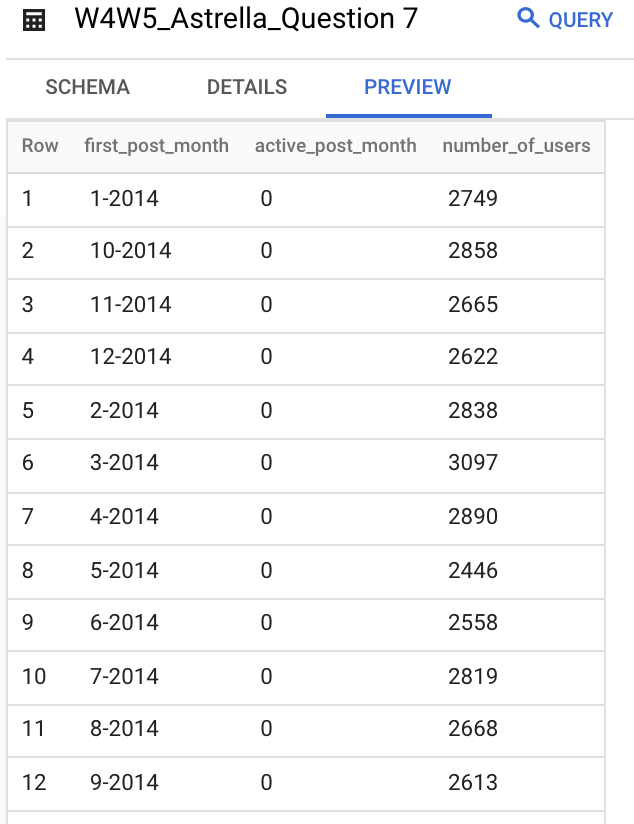 W4W5_Astrella_Question 7 QUERY
SCHEMA DETAILS PREVIEW
Row first_post_month active_post_month number_of_users
1 1-2014 0 2749
2 10-2014 0 2858
3 11-2014 0 2665
4 12-2014 0 2622
5 2-2014 0 2838
6 3-2014 0 3097
7 4-2014 0 2890
8 5-2014 0 2446
9 6-2014 0 2558
10 7-2014 0 2819
11 8-2014 0 2668
12 9-2014 0 2613